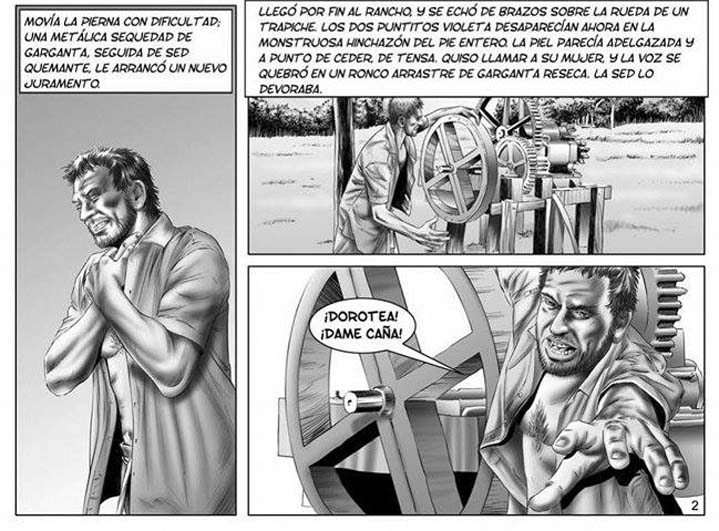 MOVÍA LA PIERNA CON DIFICULTAD;
UNA METÁLICA SEQUEDAD DE
GARGANTA, SEGUIDA DE SED
QUEMANTE, LE ARRANCÓ UN NUEVO
JURAMENTO.
LLEGÓ POR FIN AL RANCHO, Y SE ECHÓ DE BRAZOS SOBRE LA RUEDA DE UN
TRAPICHE. LOS DOS PUNTITOS VIOLETA DESAPARECÍAN AHORA EN LA
MONSTRUOSA HINCHAZÓN DEL PIE ENTERO. LA PIEL PARECÍA ADELGAZADA Y
A PUNTO DE CEDER, DE TENSA. QUISO LLAMAR A SU MUJER, Y LA VOZ SE
QUEBRÓ EN UN RONCO ARRASTRE DE GARGANTA RESECA. LA SED LO
DEVORABA.
¡DOROTEA!
¡DAME CAÑA!
2